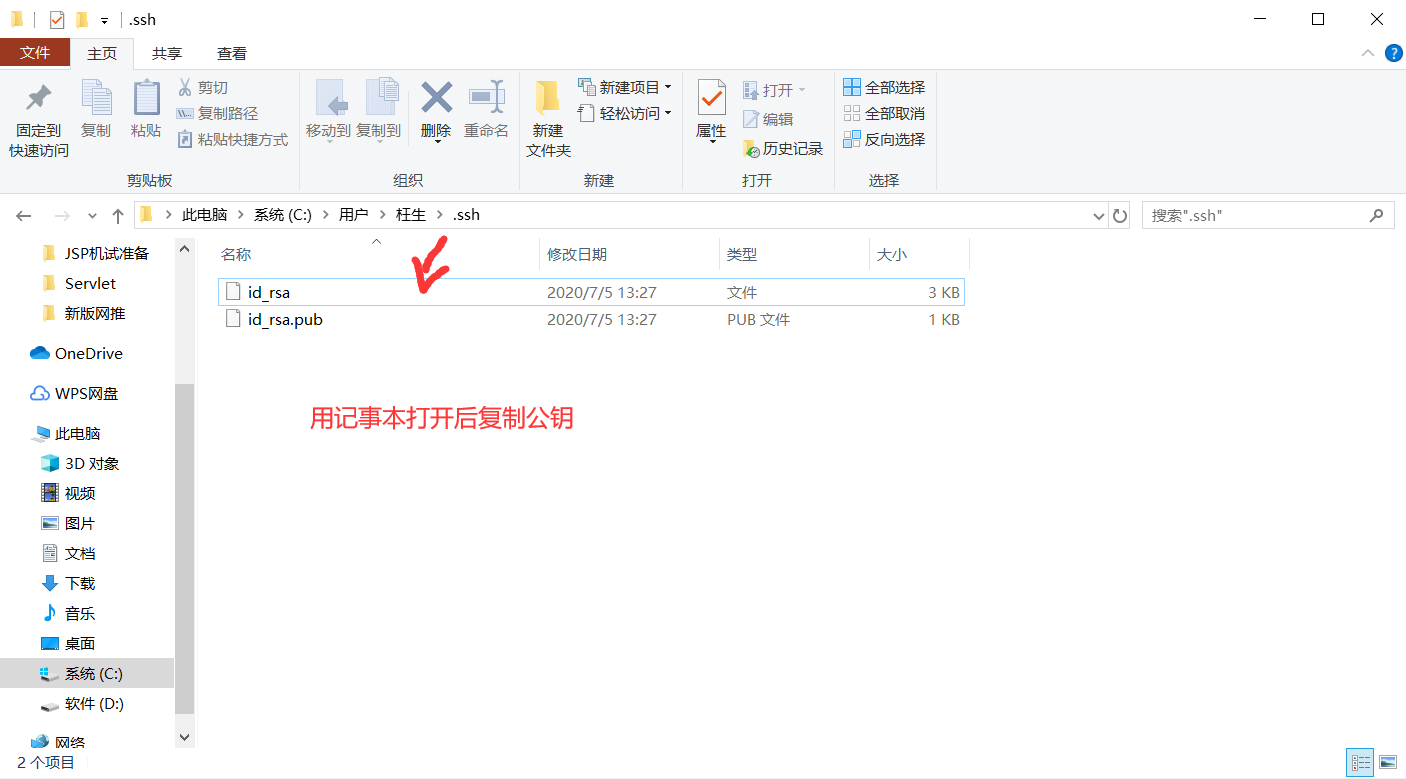 .ssh
文件 主页 共享 查看
固定到
快速访问
复制
粘贴
剪切
复制路径
粘贴快捷方式
剪贴板
移动到
复制到
删除
重命名
组织
新建
文件夹
新建项目
轻松访问
新建
属性
打开
编辑
历史记录
打开
全部选择
全部取消
反向选择
选择
此电脑 系统 (C:) 用户 枉生 .ssh
搜索".ssh"
JSP机试准备
Servlet
新版网推
OneDrive
WPS网盘
此电脑
3D 对象
视频
图片
文档
下载
音乐
桌面
系统 (C:)
软件 (D:)
网络
名称 修改日期 类型 大小
id_rsa 2020/7/5 13:27 文件 3 KB
id_rsa.pub 2020/7/5 13:27 PUB 文件 1 KB
用记事本打开后复制公钥
2 个项目